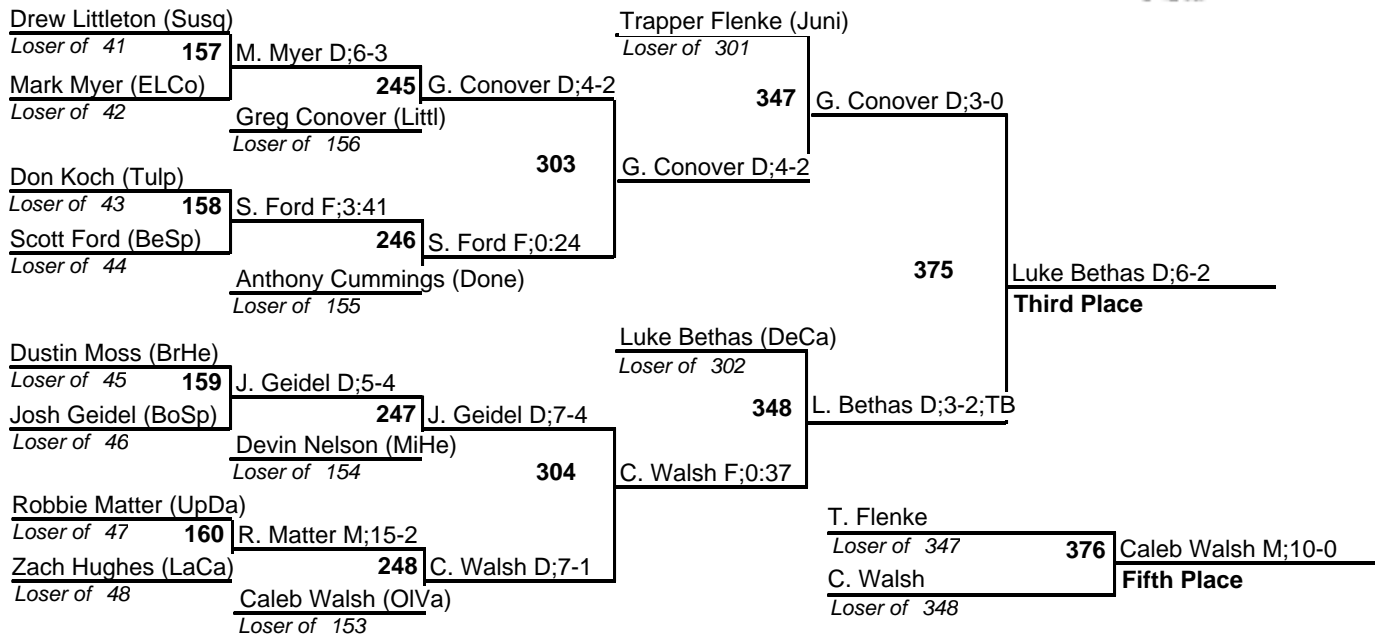 Drew Littleton (Susq)
Loser of 41
157
M. Myer D;6-3
Mark Myer (ELCo)
Loser of 42
245
G. Conover D;4-2
Greg Conover (Littl)
Loser of 156
303
Don Koch (Tulp)
Loser of 43
158
S. Ford F;3:41
Scott Ford (BeSp)
Loser of 44
246
S. Ford F;0:24
Anthony Cummings (Done)
Loser of 155
Trapper Flenke (Juni)
Loser of 301
347
G. Conover D;3-0
G. Conover D;4-2
375
Luke Bethas D;6-2
Third Place
Dustin Moss (BrHe)
Loser of 45
159
J. Geidel D;5-4
Josh Geidel (BoSp)
Loser of 46
247
J. Geidel D;7-4
Devin Nelson (MiHe)
Loser of 154
304
Robbie Matter (UpDa)
Loser of 47
160
R. Matter M;15-2
Zach Hughes (LaCa)
Loser of 48
248
C. Walsh D;7-1
Caleb Walsh (OlVa)
Loser of 153
Luke Bethas (DeCa)
Loser of 302
348
L. Bethas D;3-2;TB
C. Walsh F;0:37
T. Flenke
Loser of 347
376
Caleb Walsh M;10-0
C. Walsh
Fifth Place
Loser of 348